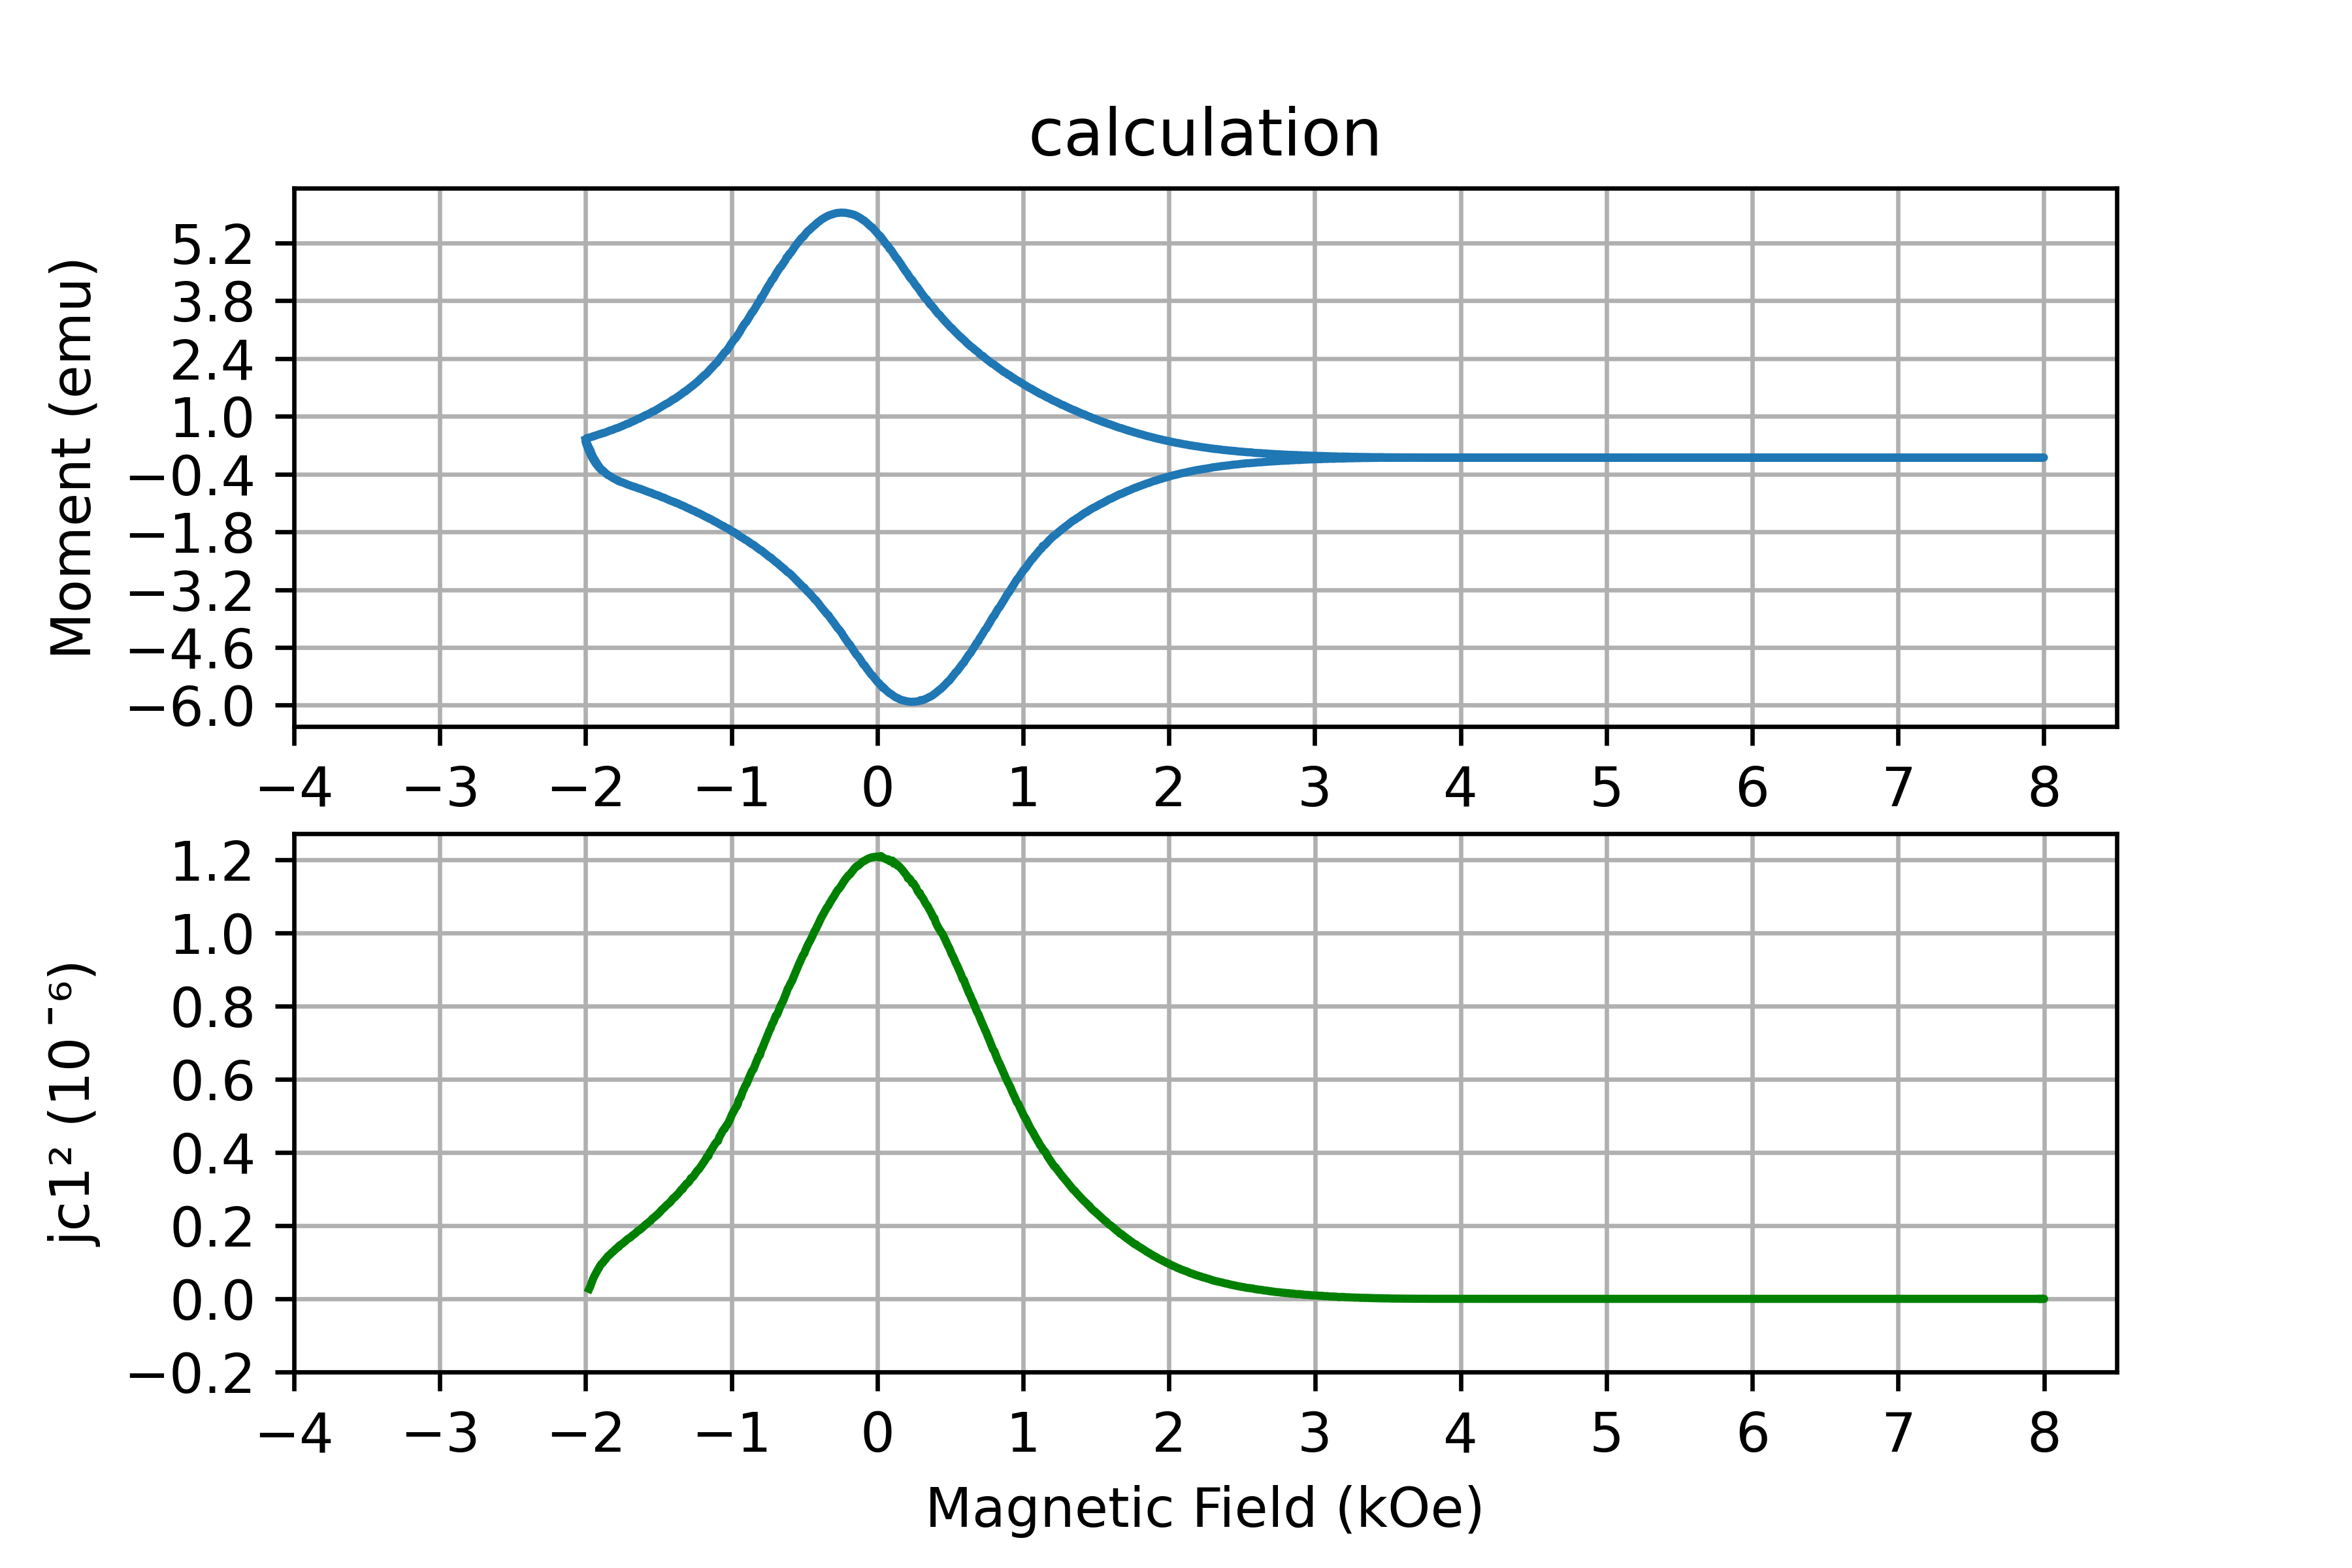 calculation
Moment (emu)
5.2
3.8
2.4
1.0
−0.4
−1.8
−3.2
−4.6
−6.0
−4 −3 −2 −1 0 1 2 3 4 5 6 7 8
jc1² (10⁻⁶)
1.2
1.0
0.8
0.6
0.4
0.2
0.0
−0.2
−4 −3 −2 −1 0 1 2 3 4 5 6 7 8
Magnetic Field (kOe)